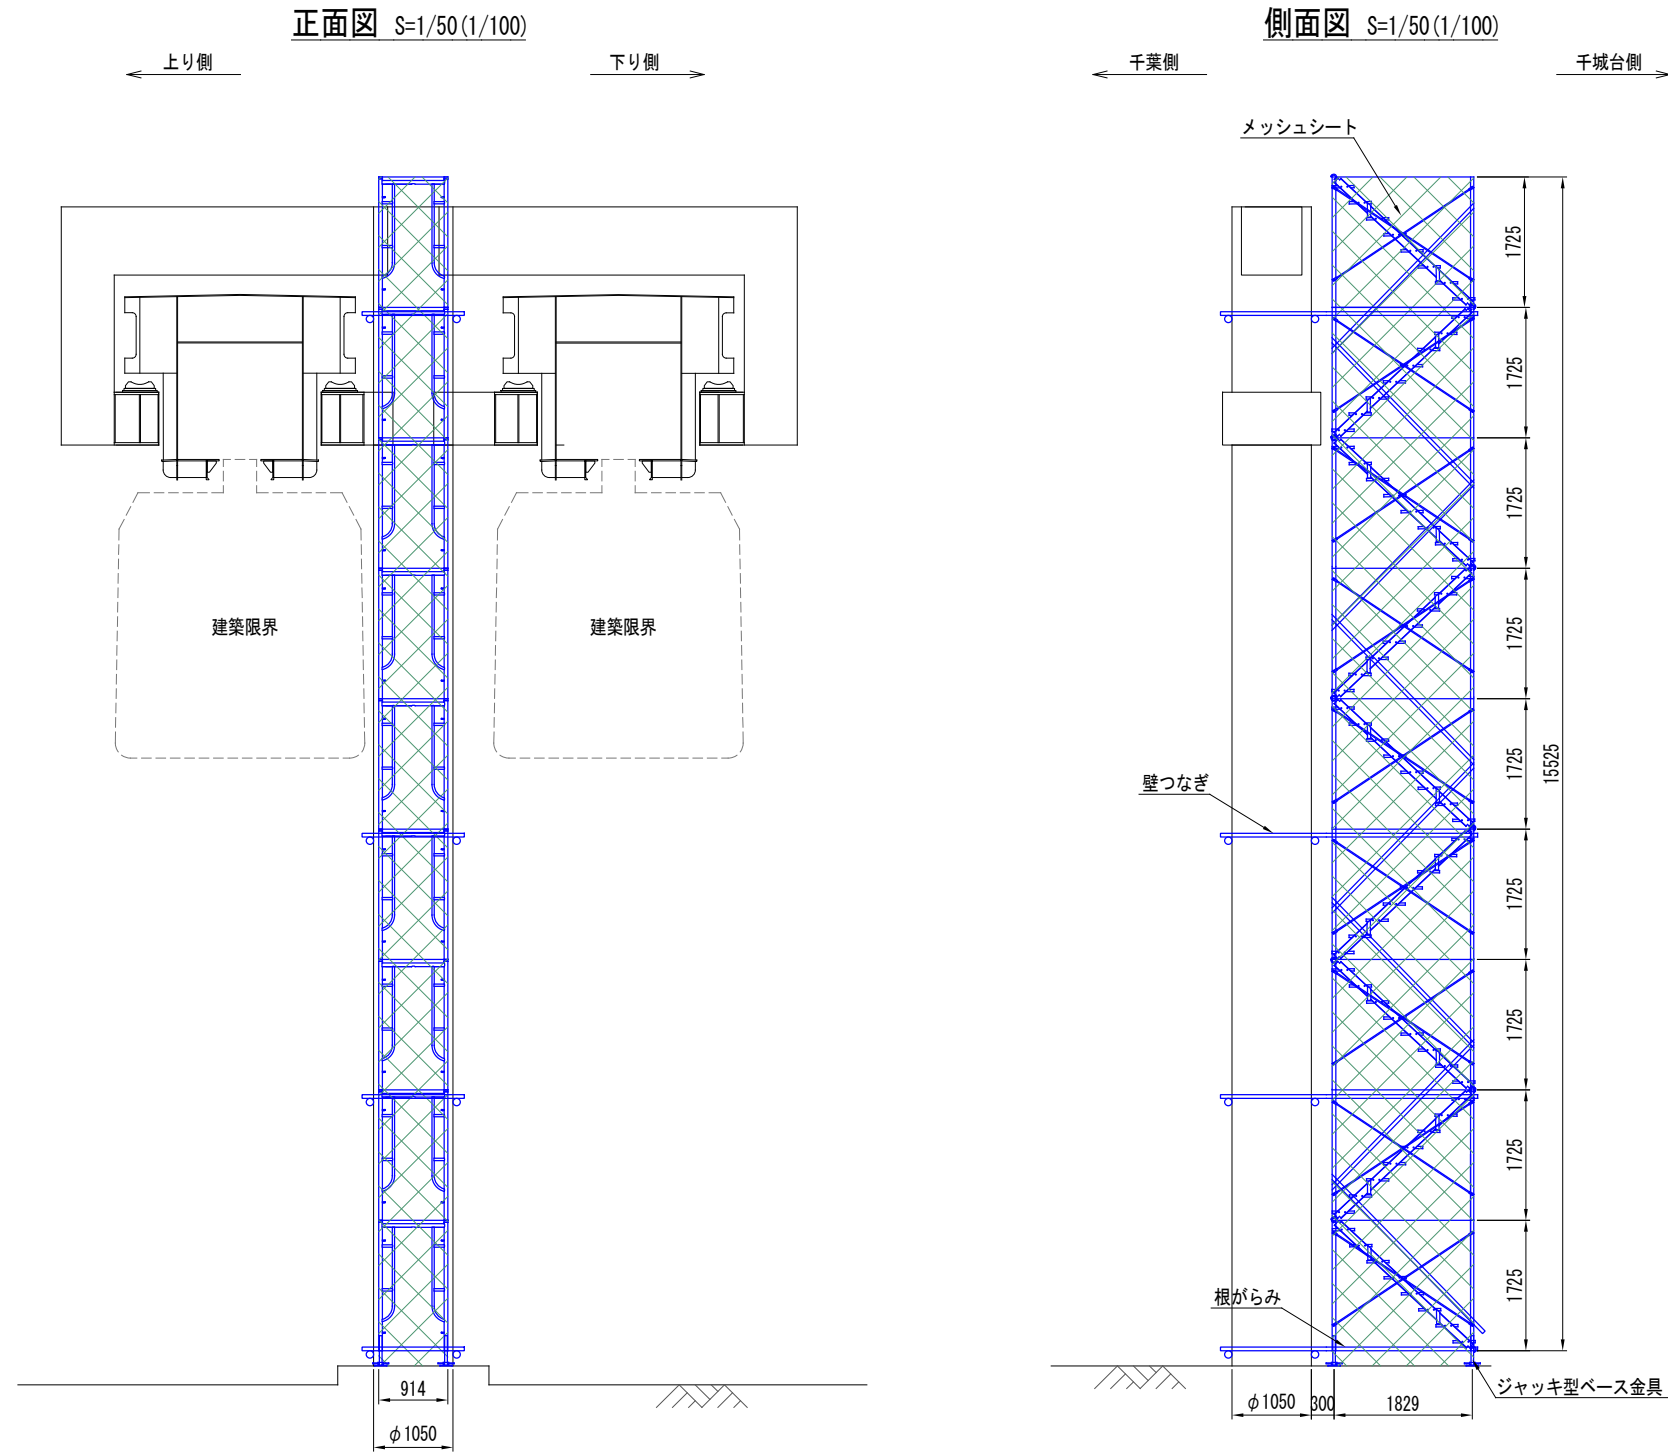 正面図 S=1/50(1/100)
上り側
下り側
建築限界
建築限界
914
φ1050
側面図 S=1/50(1/100)
千葉側
千城台側
メッシュシート
1725
1725
1725
1725
1725
1725
1725
1725
1725
15525
壁つなぎ
根がらみ
ジャッキ型ベース金具
φ1050
300
1829